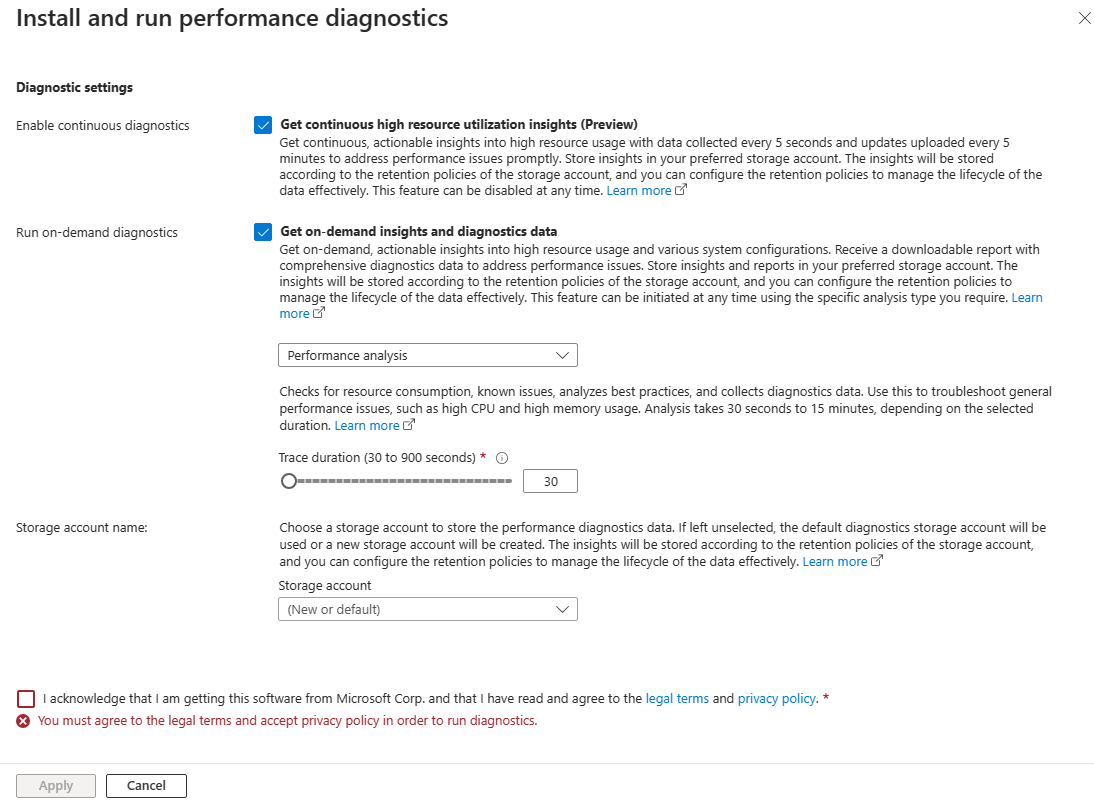 Install and run performance diagnostics
Diagnostic settings
Enable continuous diagnostics
Get continuous high resource utilization insights (Preview)
Get continuous, actionable insights into high resource usage with data collected every 5 seconds and updates uploaded every 5
minutes to address performance issues promptly. Store insights in your preferred storage account. The insights will be stored
according to the retention policies of the storage account, and you can configure the retention policies to manage the lifecycle of the
data effectively. This feature can be disabled at any time. Learn more
Run on-demand diagnostics
Get on-demand insights and diagnostics data
Get on-demand, actionable insights into high resource usage and various system configurations. Receive a downloadable report with
comprehensive diagnostics data to address performance issues. Store insights and reports in your preferred storage account. The
insights will be stored according to the retention policies of the storage account, and you can configure the retention policies to
manage the lifecycle of the data effectively. This feature can be initiated at any time using the specific analysis type you require. Learn
more
Performance analysis
Checks for resource consumption, known issues, analyzes best practices, and collects diagnostics data. Use this to troubleshoot general
performance issues, such as high CPU and high memory usage. Analysis takes 30 seconds to 15 minutes, depending on the selected
duration. Learn more
Trace duration (30 to 900 seconds) *
30
Storage account name:
Choose a storage account to store the performance diagnostics data. If left unselected, the default diagnostics storage account will be
used or a new storage account will be created. The insights will be stored according to the retention policies of the storage account,
and you can configure the retention policies to manage the lifecycle of the data effectively. Learn more
Storage account
(New or default)
I acknowledge that I am getting this software from Microsoft Corp. and that I have read and agree to the legal terms and privacy policy. *
You must agree to the legal terms and accept privacy policy in order to run diagnostics.
Apply
Cancel